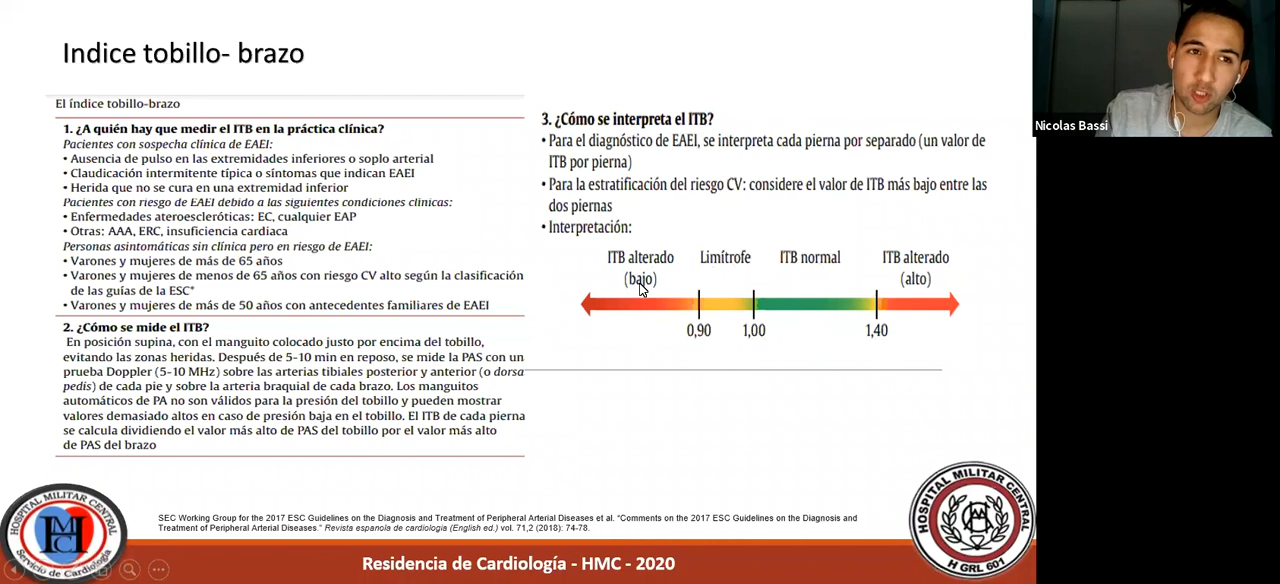 Indice tobillo- brazo
El índice tobillo-brazo
1. ¿A quién hay que medir el ITB en la práctica clínica?
Pacientes con sospecha clínica de EAEI:
• Ausencia de pulso en las extremidades inferiores o soplo arterial
• Claudicación intermitente típica o síntomas que indican EAEI
• Herida que no se cura en una extremidad inferior
Pacientes con riesgo de EAEI debido a las siguientes condiciones clínicas:
• Enfermedades ateroescleróticas: EC, cualquier EAP
• Otras: AAA, ERC, insuficiencia cardiaca
Personas asintomáticas sin clínica pero en riesgo de EAEI:
• Varones y mujeres de más de 65 años
• Varones y mujeres de menos de 65 años con riesgo CV alto según la clasificación
de las guías de la ESC*
• Varones y mujeres de más de 50 años con antecedentes familiares de EAEI
2. ¿Cómo se mide el ITB?
En posición supina, con el manguito colocado justo por encima del tobillo,
evitando las zonas heridas. Después de 5-10 min en reposo, se mide la PAS con un
prueba Doppler (5-10 MHz) sobre las arterias tibiales posterior y anterior (o dorsa
pedis) de cada pie y sobre la arteria braquial de cada brazo. Los manguitos
automáticos de PA no son válidos para la presión del tobillo y pueden mostrar
valores demasiado altos en caso de presión baja en el tobillo. El ITB de cada pierna
se calcula dividiendo el valor más alto de PAS del tobillo por el valor más alto
de PAS del brazo
3. ¿Cómo se interpreta el ITB?
• Para el diagnóstico de EAEI, se interpreta cada pierna por separado (un valor de
ITB por pierna)
• Para la estratificación del riesgo CV: considere el valor de ITB más bajo entre las
dos piernas
• Interpretación:
ITB alterado Limítrofe ITB normal ITB alterado
(bajo) (alto)
0,90 1,00 1,40
Nicolas Bassi
SEC Working Group for the 2017 ESC Guidelines on the Diagnosis and Treatment of Peripheral Arterial Diseases et al. "Comments on the 2017 ESC Guidelines on the Diagnosis and
Treatment of Peripheral Arterial Diseases." Revista espanola de cardiologia (English ed.) vol. 71,2 (2018): 74-78.
HOSPITAL MILITAR CENTRAL
HMC
Servicio de Cardiología
Residencia de Cardiología - HMC - 2020
HOSPITAL MILITAR CENTRAL
H GRL 601